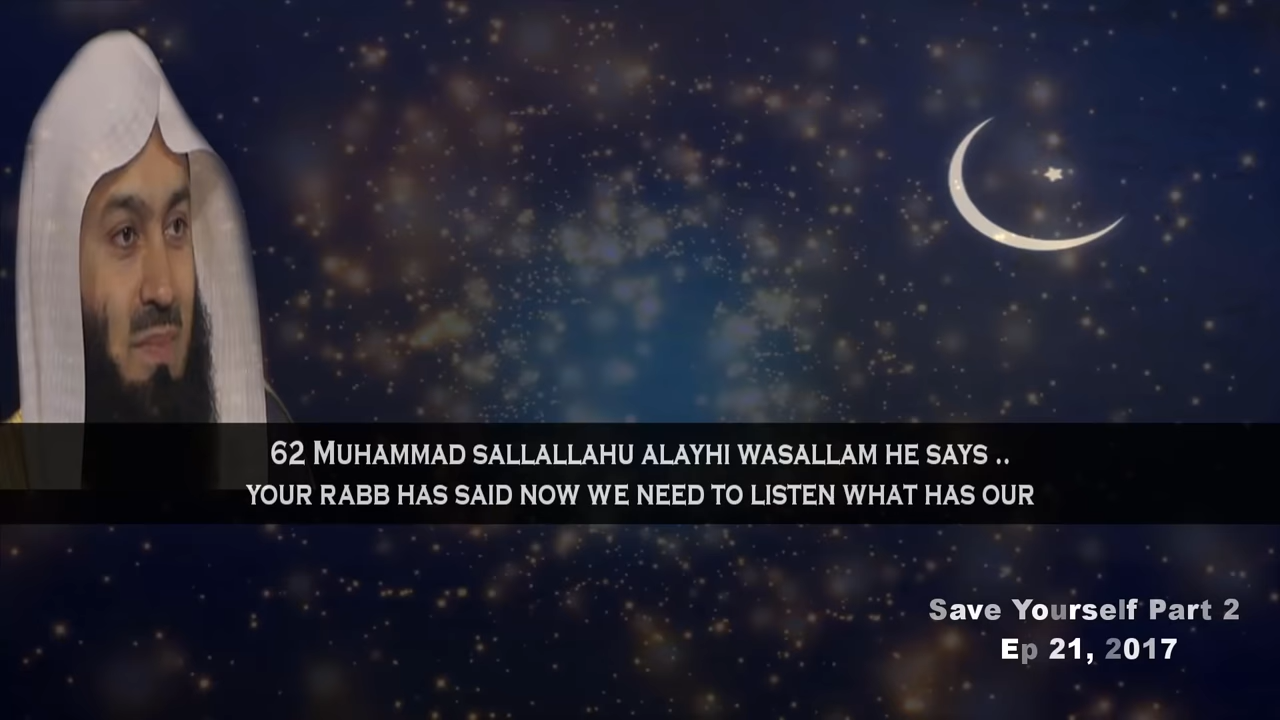 62 MUHAMMAD SALLALLAHU ALAYHI WASALLAM HE SAYS ..
YOUR RABB HAS SAID NOW WE NEED TO LISTEN WHAT HAS OUR
Save Yourself Part 2
Ep 21, 2017